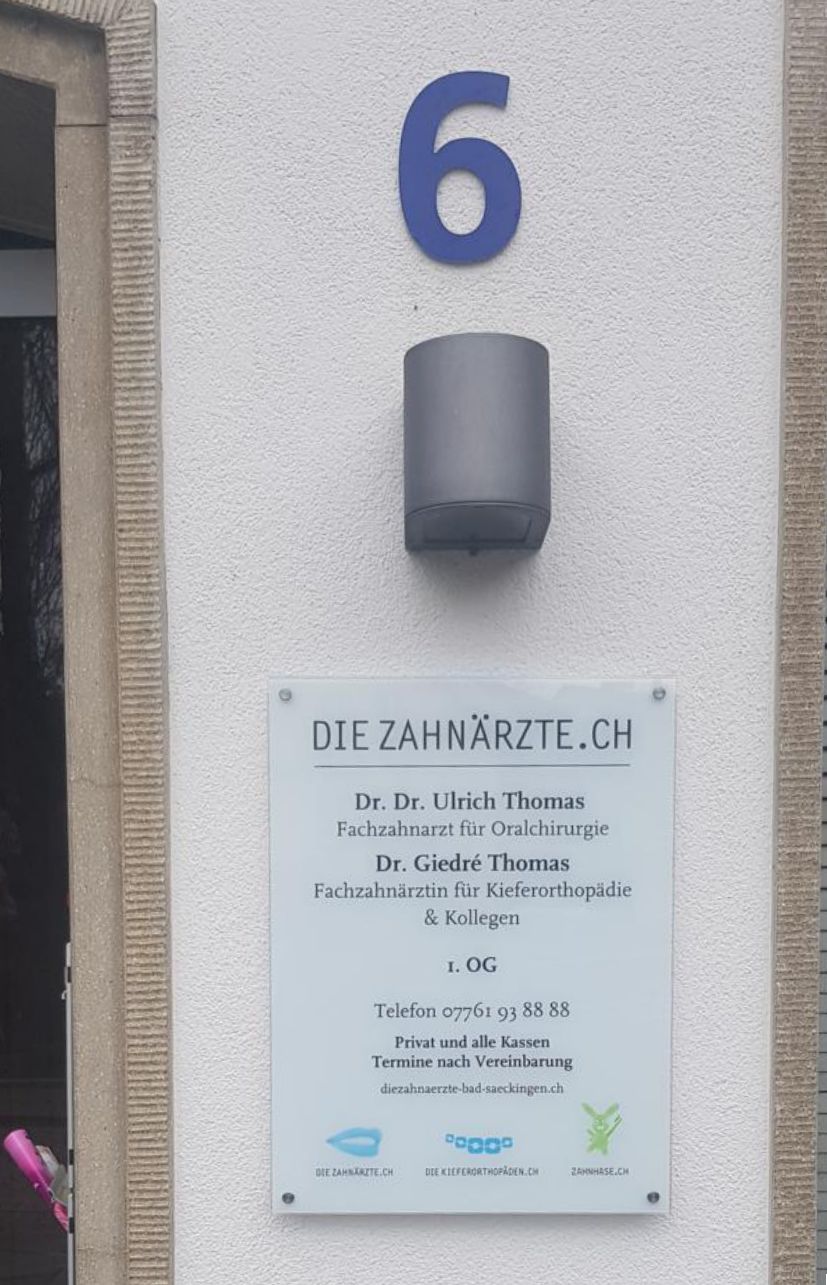 6
DIE ZAHNÄRZTE.CH
Dr. Dr. Ulrich Thomas
Fachzahnarzt für Oralchirurgie
Dr. Giedré Thomas
Fachzahnärztin für Kieferorthopädie
& Kollegen
1. OG
Telefon 07761 93 88 88
Privat und alle Kassen
Termine nach Vereinbarung
diezahnaerzte-bad-saeckingen.ch
DIE ZAHNÄRZTE.CH DIE KIEFERORTHOPÄDEN.CH ZAHNHASE.CH